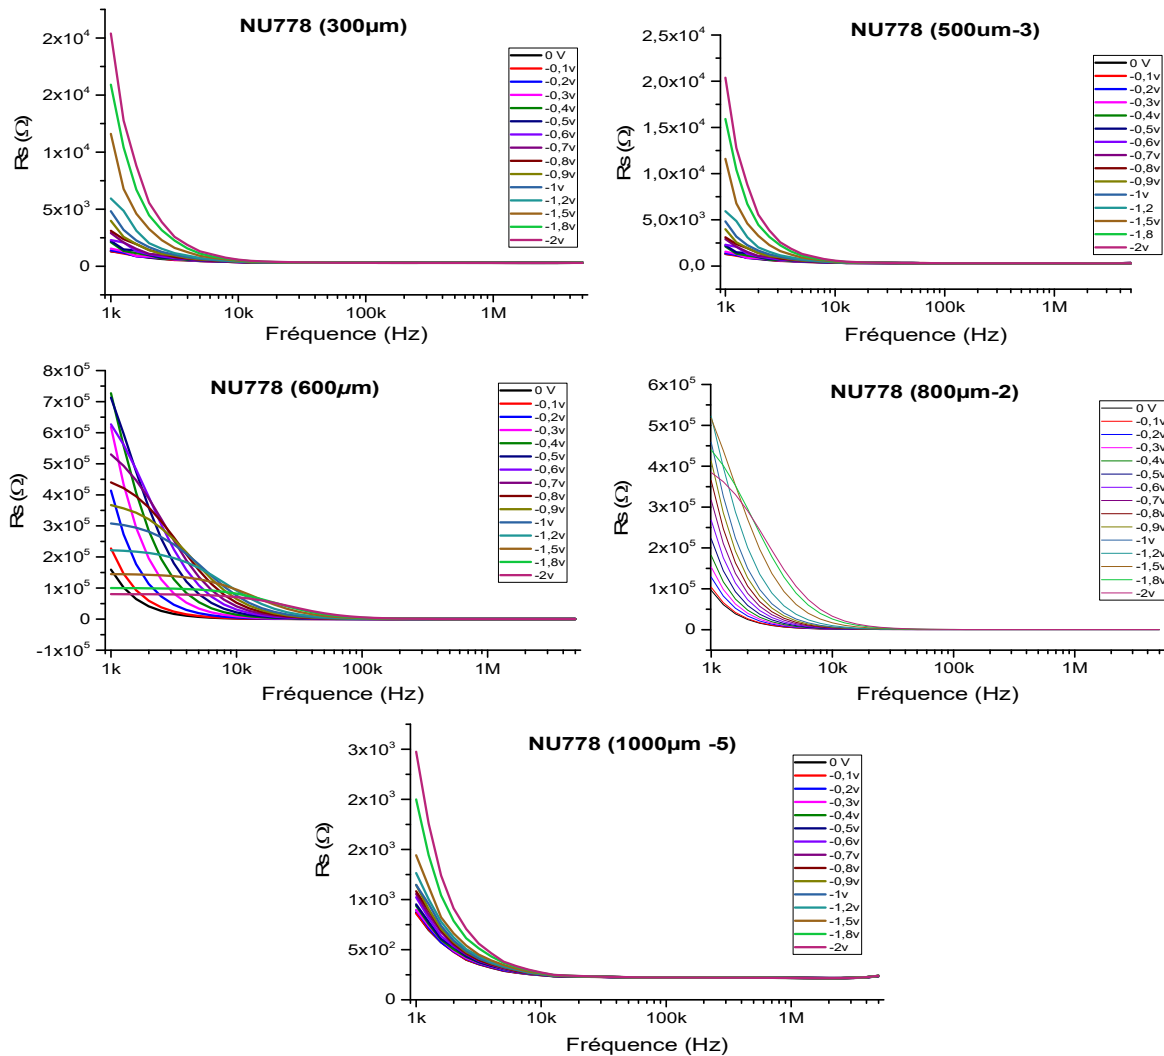 NU778 (300µm)
2x10⁴
2x10⁴
1x10⁴
5x10³
0
Rs (Ω)
1k
10k
100k
1M
Fréquence (Hz)
0 V
-0,1v
-0,2v
-0,3v
-0,4v
-0,5v
-0,6v
-0,7v
-0,8v
-0,9v
-1v
-1,2v
-1,5v
-1,8v
-2v
NU778 (500um-3)
2,5x10⁴
2,0x10⁴
1,5x10⁴
1,0x10⁴
5,0x10³
0,0
Rs (Ω)
1k
10k
100k
1M
Fréquence (Hz)
0 V
-0,1v
-0,2v
-0,3v
-0,4v
-0,5v
-0,6v
-0,7v
-0,8v
-0,9v
-1v
-1,2
-1,5v
-1,8
-2v
NU778 (600µm)
8x10⁵
7x10⁵
6x10⁵
5x10⁵
4x10⁵
3x10⁵
2x10⁵
1x10⁵
0
-1x10⁵
Rs (Ω)
1k
10k
100k
1M
Fréquence (Hz)
0 V
-0,1v
-0,2v
-0,3v
-0,4v
-0,5v
-0,6v
-0,7v
-0,8v
-0,9v
-1v
-1,2v
-1,5v
-1,8v
-2v
NU778 (800µm-2)
6x10⁵
5x10⁵
4x10⁵
3x10⁵
2x10⁵
1x10⁵
0
Rs (Ω)
1k
10k
100k
1M
Fréquence (Hz)
0 V
-0,1v
-0,2v
-0,3v
-0,4v
-0,5v
-0,6v
-0,7v
-0,8v
-0,9v
-1v
-1,2v
-1,5v
-1,8v
-2v
NU778 (1000µm -5)
3x10³
2x10³
2x10³
1x10³
5x10²
0
Rs (Ω)
1k
10k
100k
1M
Fréquence (Hz)
0 V
-0,1v
-0,2v
-0,3v
-0,4v
-0,5v
-0,6v
-0,7v
-0,8v
-0,9v
-1v
-1,2v
-1,5v
-1,8v
-2v